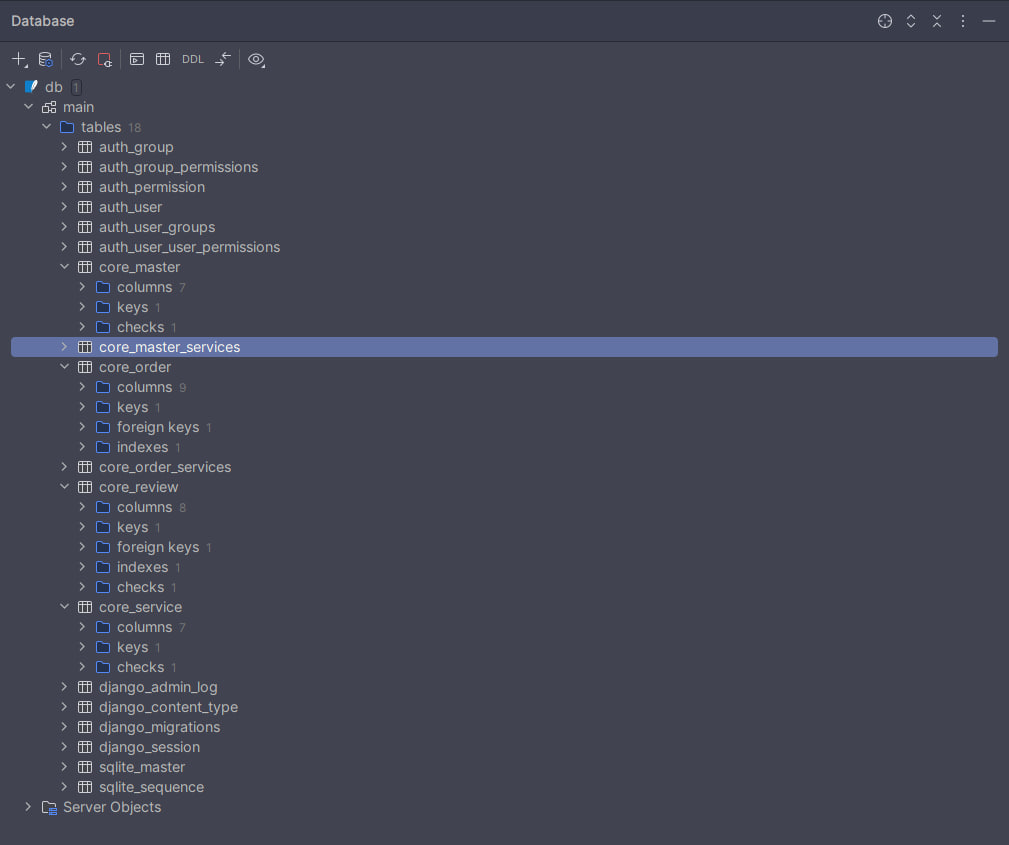 Database
DDL
db 1
main
tables 18
auth_group
auth_group_permissions
auth_permission
auth_user
auth_user_groups
auth_user_user_permissions
core_master
columns 7
keys 1
checks 1
core_master_services
core_order
columns 9
keys 1
foreign keys 1
indexes 1
core_order_services
core_review
columns 8
keys 1
foreign keys 1
indexes 1
checks 1
core_service
columns 7
keys 1
checks 1
django_admin_log
django_content_type
django_migrations
django_session
sqlite_master
sqlite_sequence
Server Objects